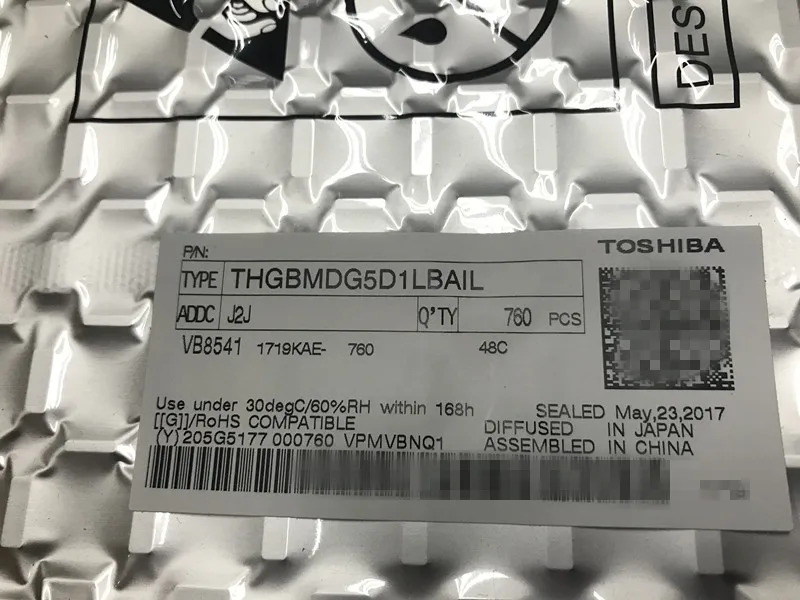 DES
P/N:
TOSHIBA
TYPE THGBMDG5D1LBAIL
ADDC J2J Q'TY 760 PCS
VB8541 1719KAE- 760 48C
Use under 30degC/60%RH within 168h SEALED May,23,2017
[[G]]/RoHS COMPATIBLE DIFFUSED IN JAPAN
(Y)205G5177 000760 VPMVBNQ1 ASSEMBLED IN CHINA